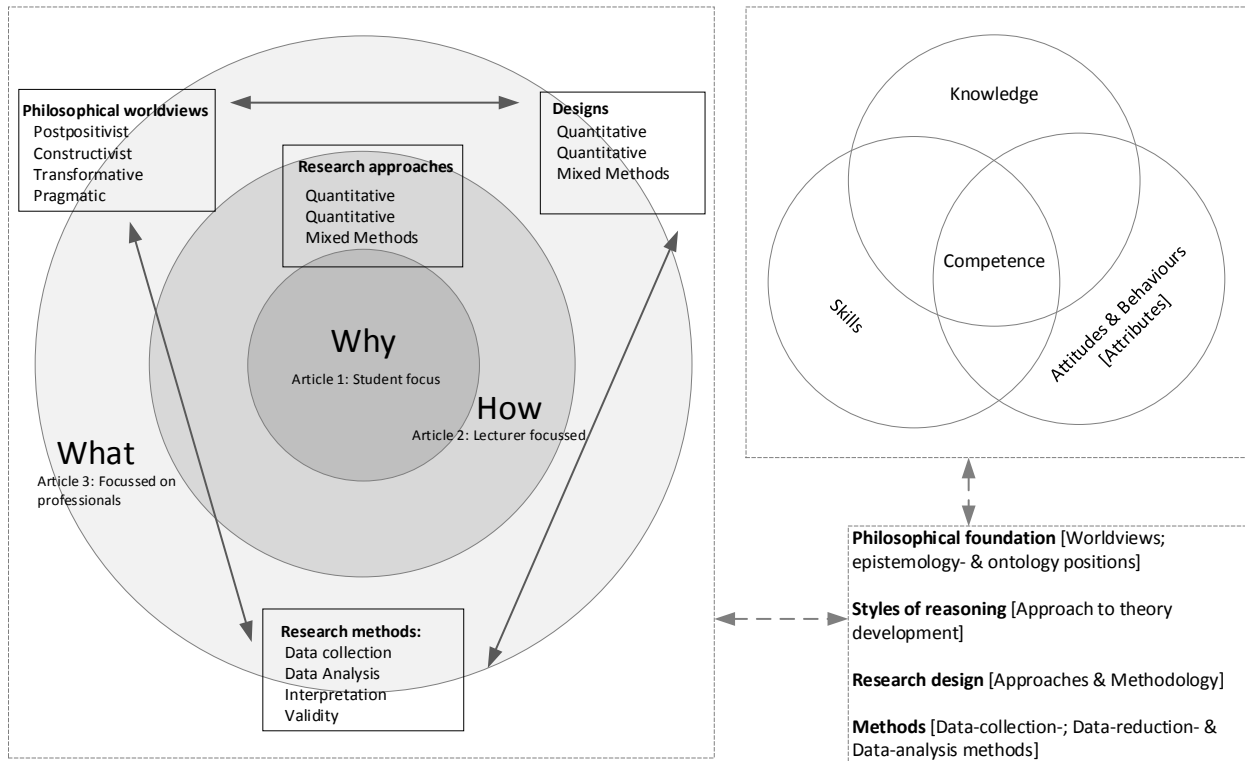 Philosophical worldviews
Postpositivist
Constructivist
Transformative
Pragmatic
Research approaches
Quantitative
Quantitative
Mixed Methods
Designs
Quantitative
Quantitative
Mixed Methods
Why
Article 1: Student focus
How
Article 2: Lecturer focussed
What
Article 3: Focussed on
professionals
Research methods:
Data collection
Data Analysis
Interpretation
Validity
Knowledge
Competence
Skills
Attitudes & Behaviours
[Attributes]
Philosophical foundation [Worldviews;
epistemology- & ontology positions]
Styles of reasoning [Approach to theory
development]
Research design [Approaches & Methodology]
Methods [Data-collection-; Data-reduction- &
Data-analysis methods]